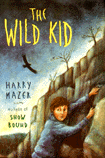 THE
WILD KID
HARRY
MAZER
author of
SNOW
BOUND